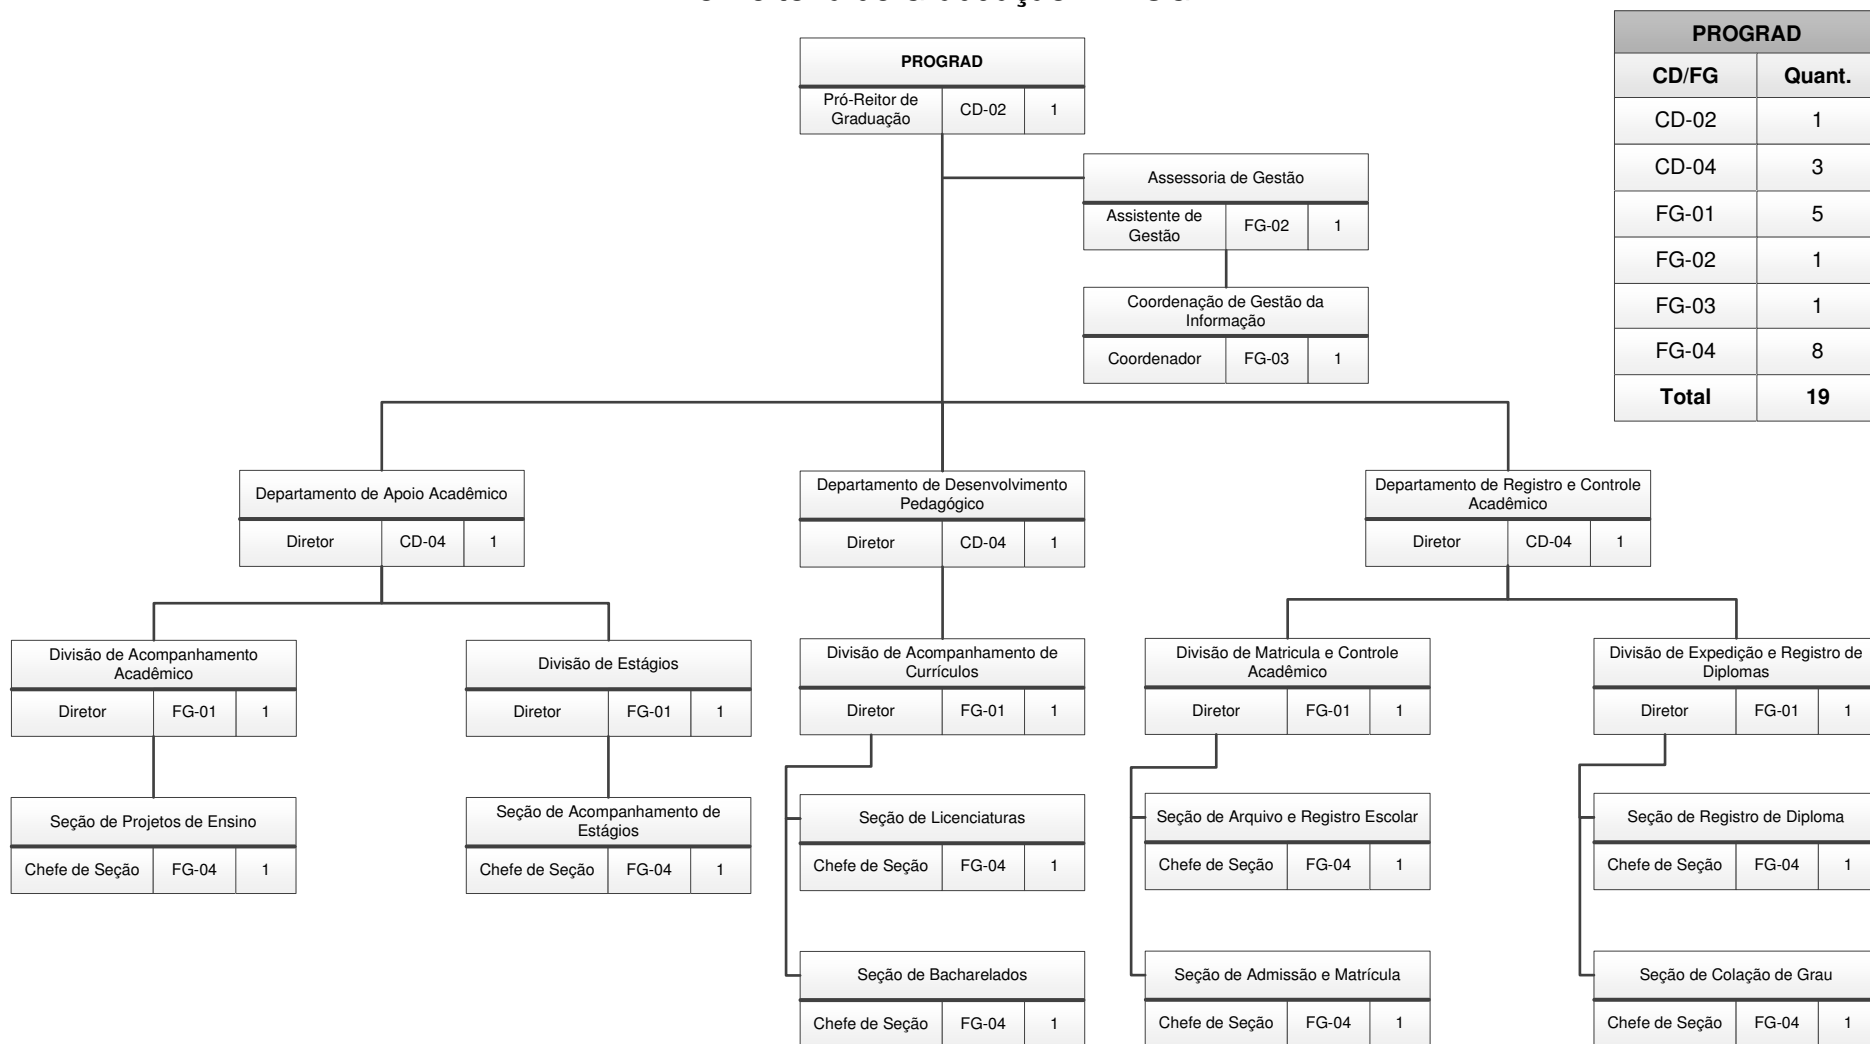 PROGRAD
Pró-Reitor de
Graduação
CD-02
1
Assessoria de Gestão
Assistente de
Gestão
FG-02
1
Coordenação de Gestão da
Informação
Coordenador
FG-03
1
PROGRAD
CD/FG
Quant.
CD-02
1
CD-04
3
FG-01
5
FG-02
1
FG-03
1
FG-04
8
Total
19
Departamento de Apoio Acadêmico
Diretor
CD-04
1
Departamento de Desenvolvimento
Pedagógico
Diretor
CD-04
1
Departamento de Registro e Controle
Acadêmico
Diretor
CD-04
1
Divisão de Acompanhamento
Acadêmico
Diretor
FG-01
1
Divisão de Estágios
Diretor
FG-01
1
Divisão de Acompanhamento de
Currículos
Diretor
FG-01
1
Divisão de Matricula e Controle
Acadêmico
Diretor
FG-01
1
Divisão de Expedição e Registro de
Diplomas
Diretor
FG-01
1
Seção de Projetos de Ensino
Chefe de Seção
FG-04
1
Seção de Acompanhamento de
Estágios
Chefe de Seção
FG-04
1
Seção de Licenciaturas
Chefe de Seção
FG-04
1
Seção de Arquivo e Registro Escolar
Chefe de Seção
FG-04
1
Seção de Registro de Diploma
Chefe de Seção
FG-04
1
Seção de Bacharelados
Chefe de Seção
FG-04
1
Seção de Admissão e Matrícula
Chefe de Seção
FG-04
1
Seção de Colação de Grau
Chefe de Seção
FG-04
1